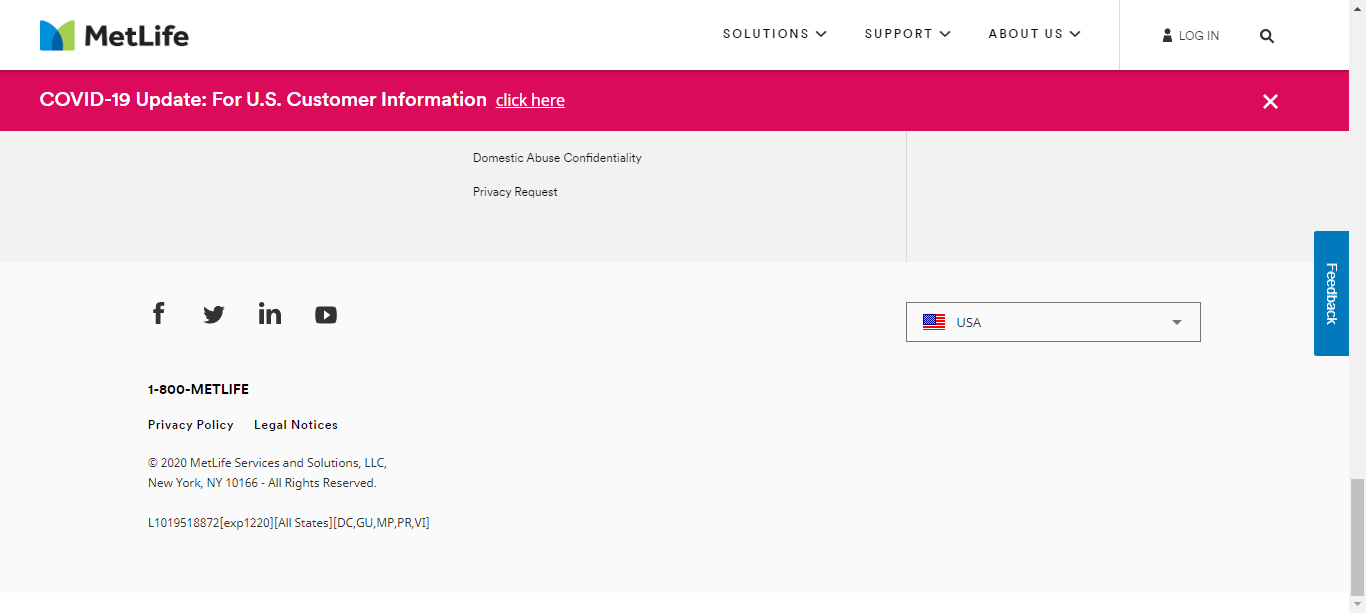 MetLife
SOLUTIONS SUPPORT ABOUT US LOG IN
COVID-19 Update: For U.S. Customer Information click here
Domestic Abuse Confidentiality
Privacy Request
Feedback
USA
1-800-METLIFE
Privacy Policy Legal Notices
© 2020 MetLife Services and Solutions, LLC,
New York, NY 10166 - All Rights Reserved.
L1019518872[exp1220][All States][DC,GU,MP,PR,VI]